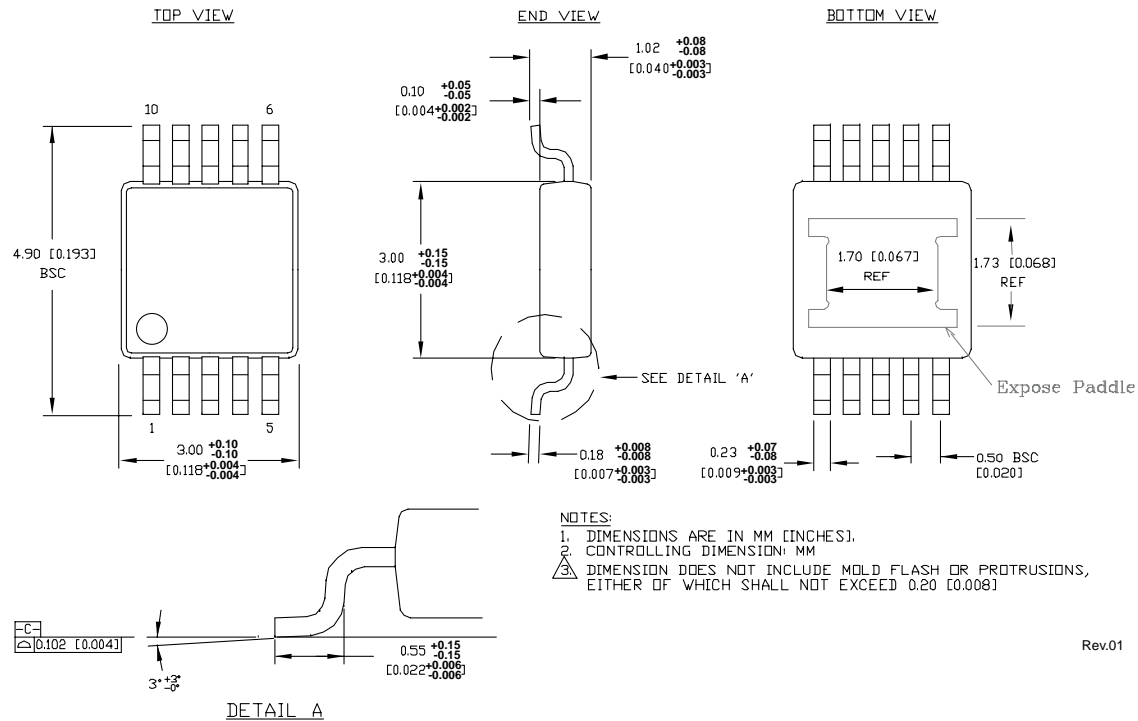 TOP VIEW
END VIEW
BOTTOM VIEW
1.02 +0.08 -0.08
[0.040+0.003 -0.003]
0.10 +0.05 -0.05
[0.004+0.002 -0.002]
10
6
4.90 [0.193]
BSC
3.00 +0.15 -0.15
[0.118+0.004 -0.004]
1.70 [0.067]
REF
1.73 [0.068]
REF
SEE DETAIL 'A'
Expose Paddle
1
5
3.00 +0.10 -0.10
[0.118+0.004 -0.004]
0.18 +0.008 -0.008
[0.007+0.003 -0.003]
0.23 +0.07 -0.08
[0.009+0.003 -0.003]
0.50 BSC
[0.020]
NOTES:
1. DIMENSIONS ARE IN MM [INCHES].
2. CONTROLLING DIMENSION: MM
3. DIMENSION DOES NOT INCLUDE MOLD FLASH OR PROTRUSIONS,
EITHER OF WHICH SHALL NOT EXCEED 0.20 [0.008]
-C-
⌓ 0.102 [0.004]
3° +3° -0°
0.55 +0.15 -0.15
[0.022+0.006 -0.006]
Rev.01
DETAIL A